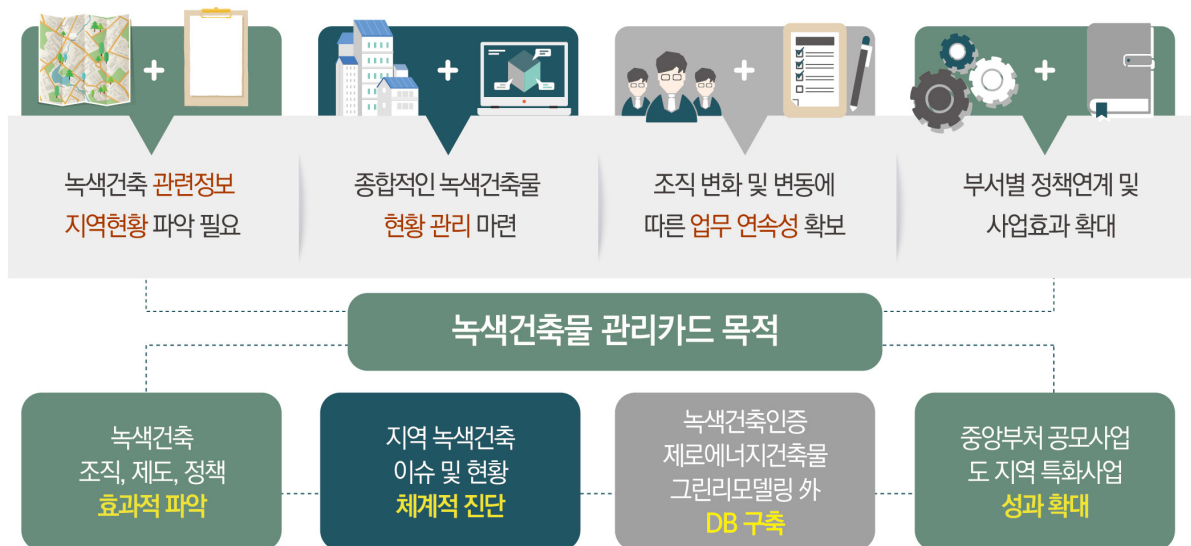 녹색건축 관련정보
지역현황 파악 필요
종합적인 녹색건축물
현황 관리 마련
조직 변화 및 변동에
따른 업무 연속성 확보
부서별 정책연계 및
사업효과 확대
녹색건축물 관리카드 목적
녹색건축
조직, 제도, 정책
효과적 파악
지역 녹색건축
이슈 및 현황
체계적 진단
녹색건축인증
제로에너지건축물
그린리모델링 外
DB 구축
중앙부처 공모사업
도 지역 특화사업
성과 확대